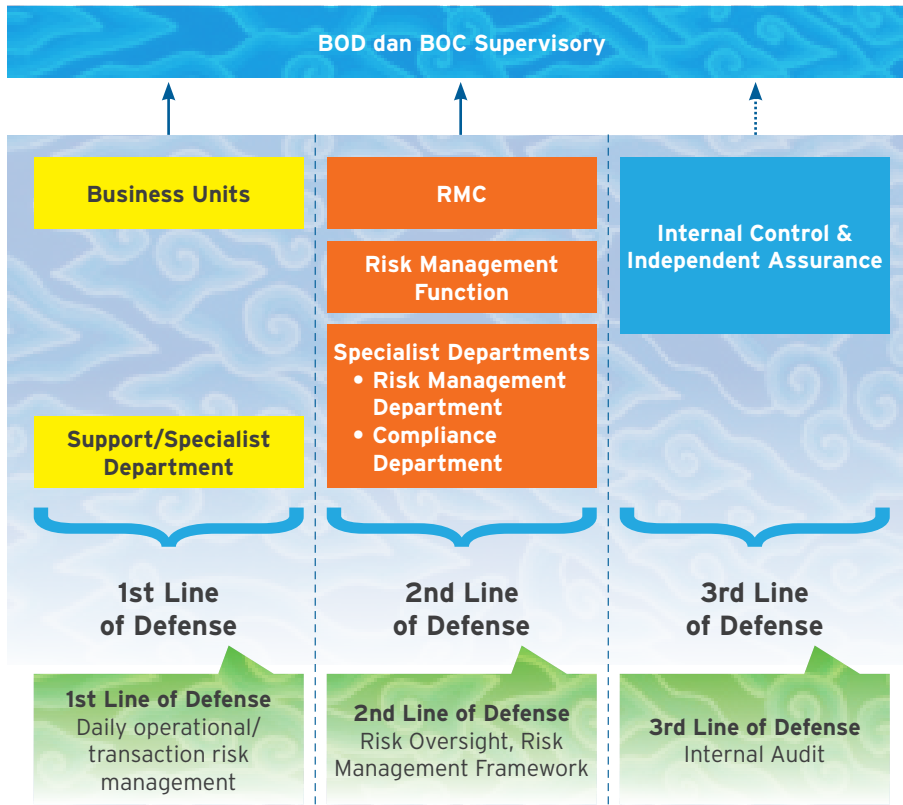 BOD dan BOC Supervisory
Business Units
Support/Specialist
Department
RMC
Risk Management
Function
Specialist Departments
• Risk Management
Department
• Compliance
Department
Internal Control &
Independent Assurance
1st Line
of Defense
2nd Line
of Defense
3rd Line
of Defense
1st Line of Defense
Daily operational/
transaction risk
management
2nd Line of Defense
Risk Oversight, Risk
Management Framework
3rd Line of Defense
Internal Audit